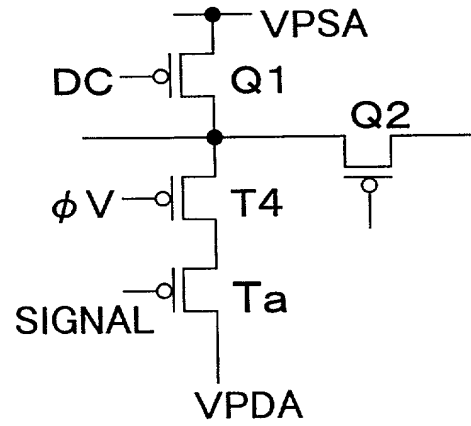 VPSA
DC
Q1
Q2
φV
T4
Ta
SIGNAL
VPDA